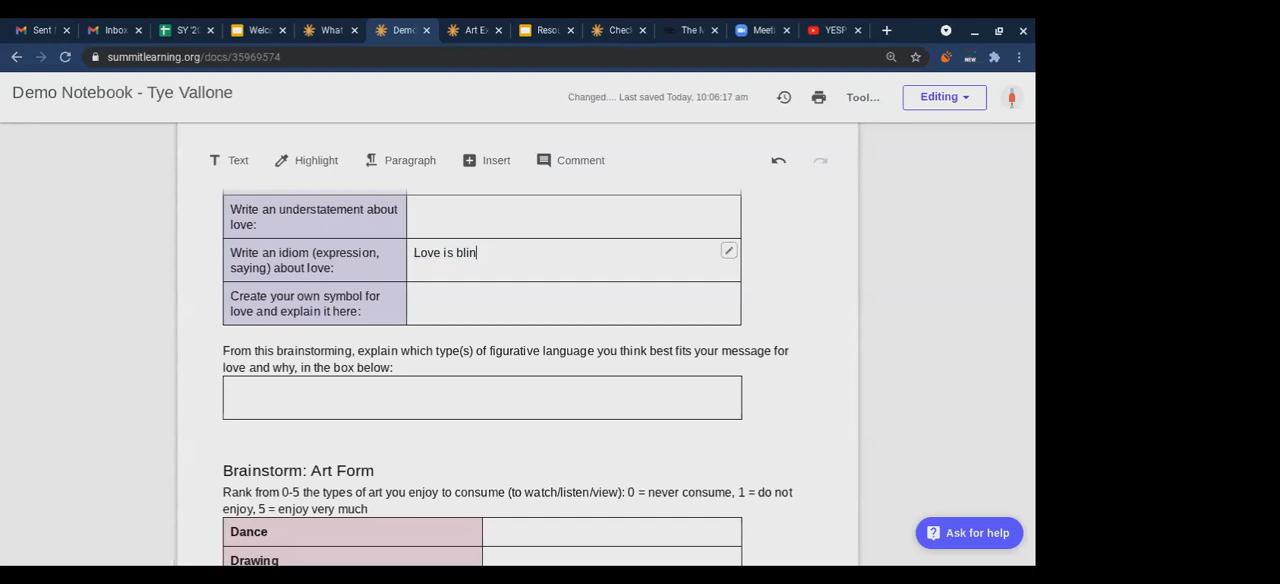 Sent
Inbox
SY '2
Welc
What
Demo
Art E
Resou
Checl
The M
Meeti
YESP
summitlearning.org/docs/35969574
NEW
Demo Notebook - Tye Vallone
Changed.... Last saved Today, 10:06:17 am
Tool...
Editing
Text
Highlight
Paragraph
Insert
Comment
Write an understatement about
love:
Write an idiom (expression,
saying) about love:
Love is blin
Create your own symbol for
love and explain it here:
From this brainstorming, explain which type(s) of figurative language you think best fits your message for
love and why, in the box below:
Brainstorm: Art Form
Rank from 0-5 the types of art you enjoy to consume (to watch/listen/view): 0 = never consume, 1 = do not
enjoy, 5 = enjoy very much
Dance
Drawing
Ask for help